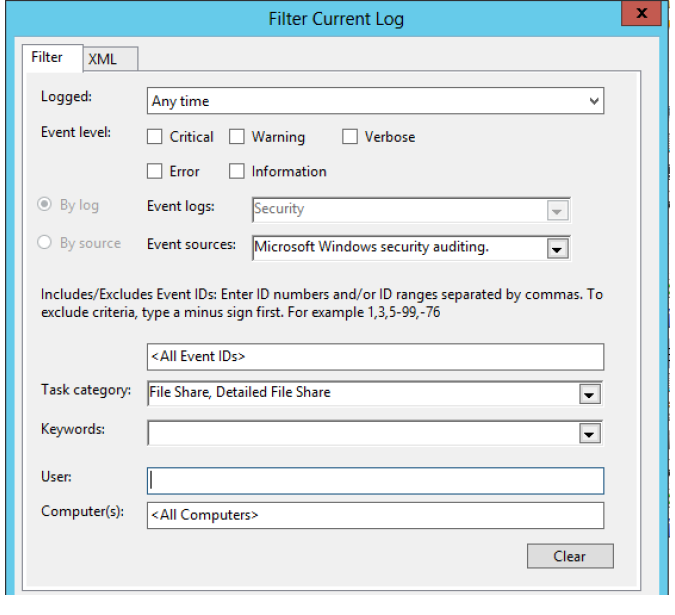 Filter Current Log
x
Filter XML
Logged: Any time
Event level: Critical Warning Verbose
Error Information
By log Event logs: Security
By source Event sources: Microsoft Windows security auditing.
Includes/Excludes Event IDs: Enter ID numbers and/or ID ranges separated by commas. To
exclude criteria, type a minus sign first. For example 1,3,5-99,-76
<All Event IDs>
Task category: File Share, Detailed File Share
Keywords:
User:
Computer(s): <All Computers>
Clear